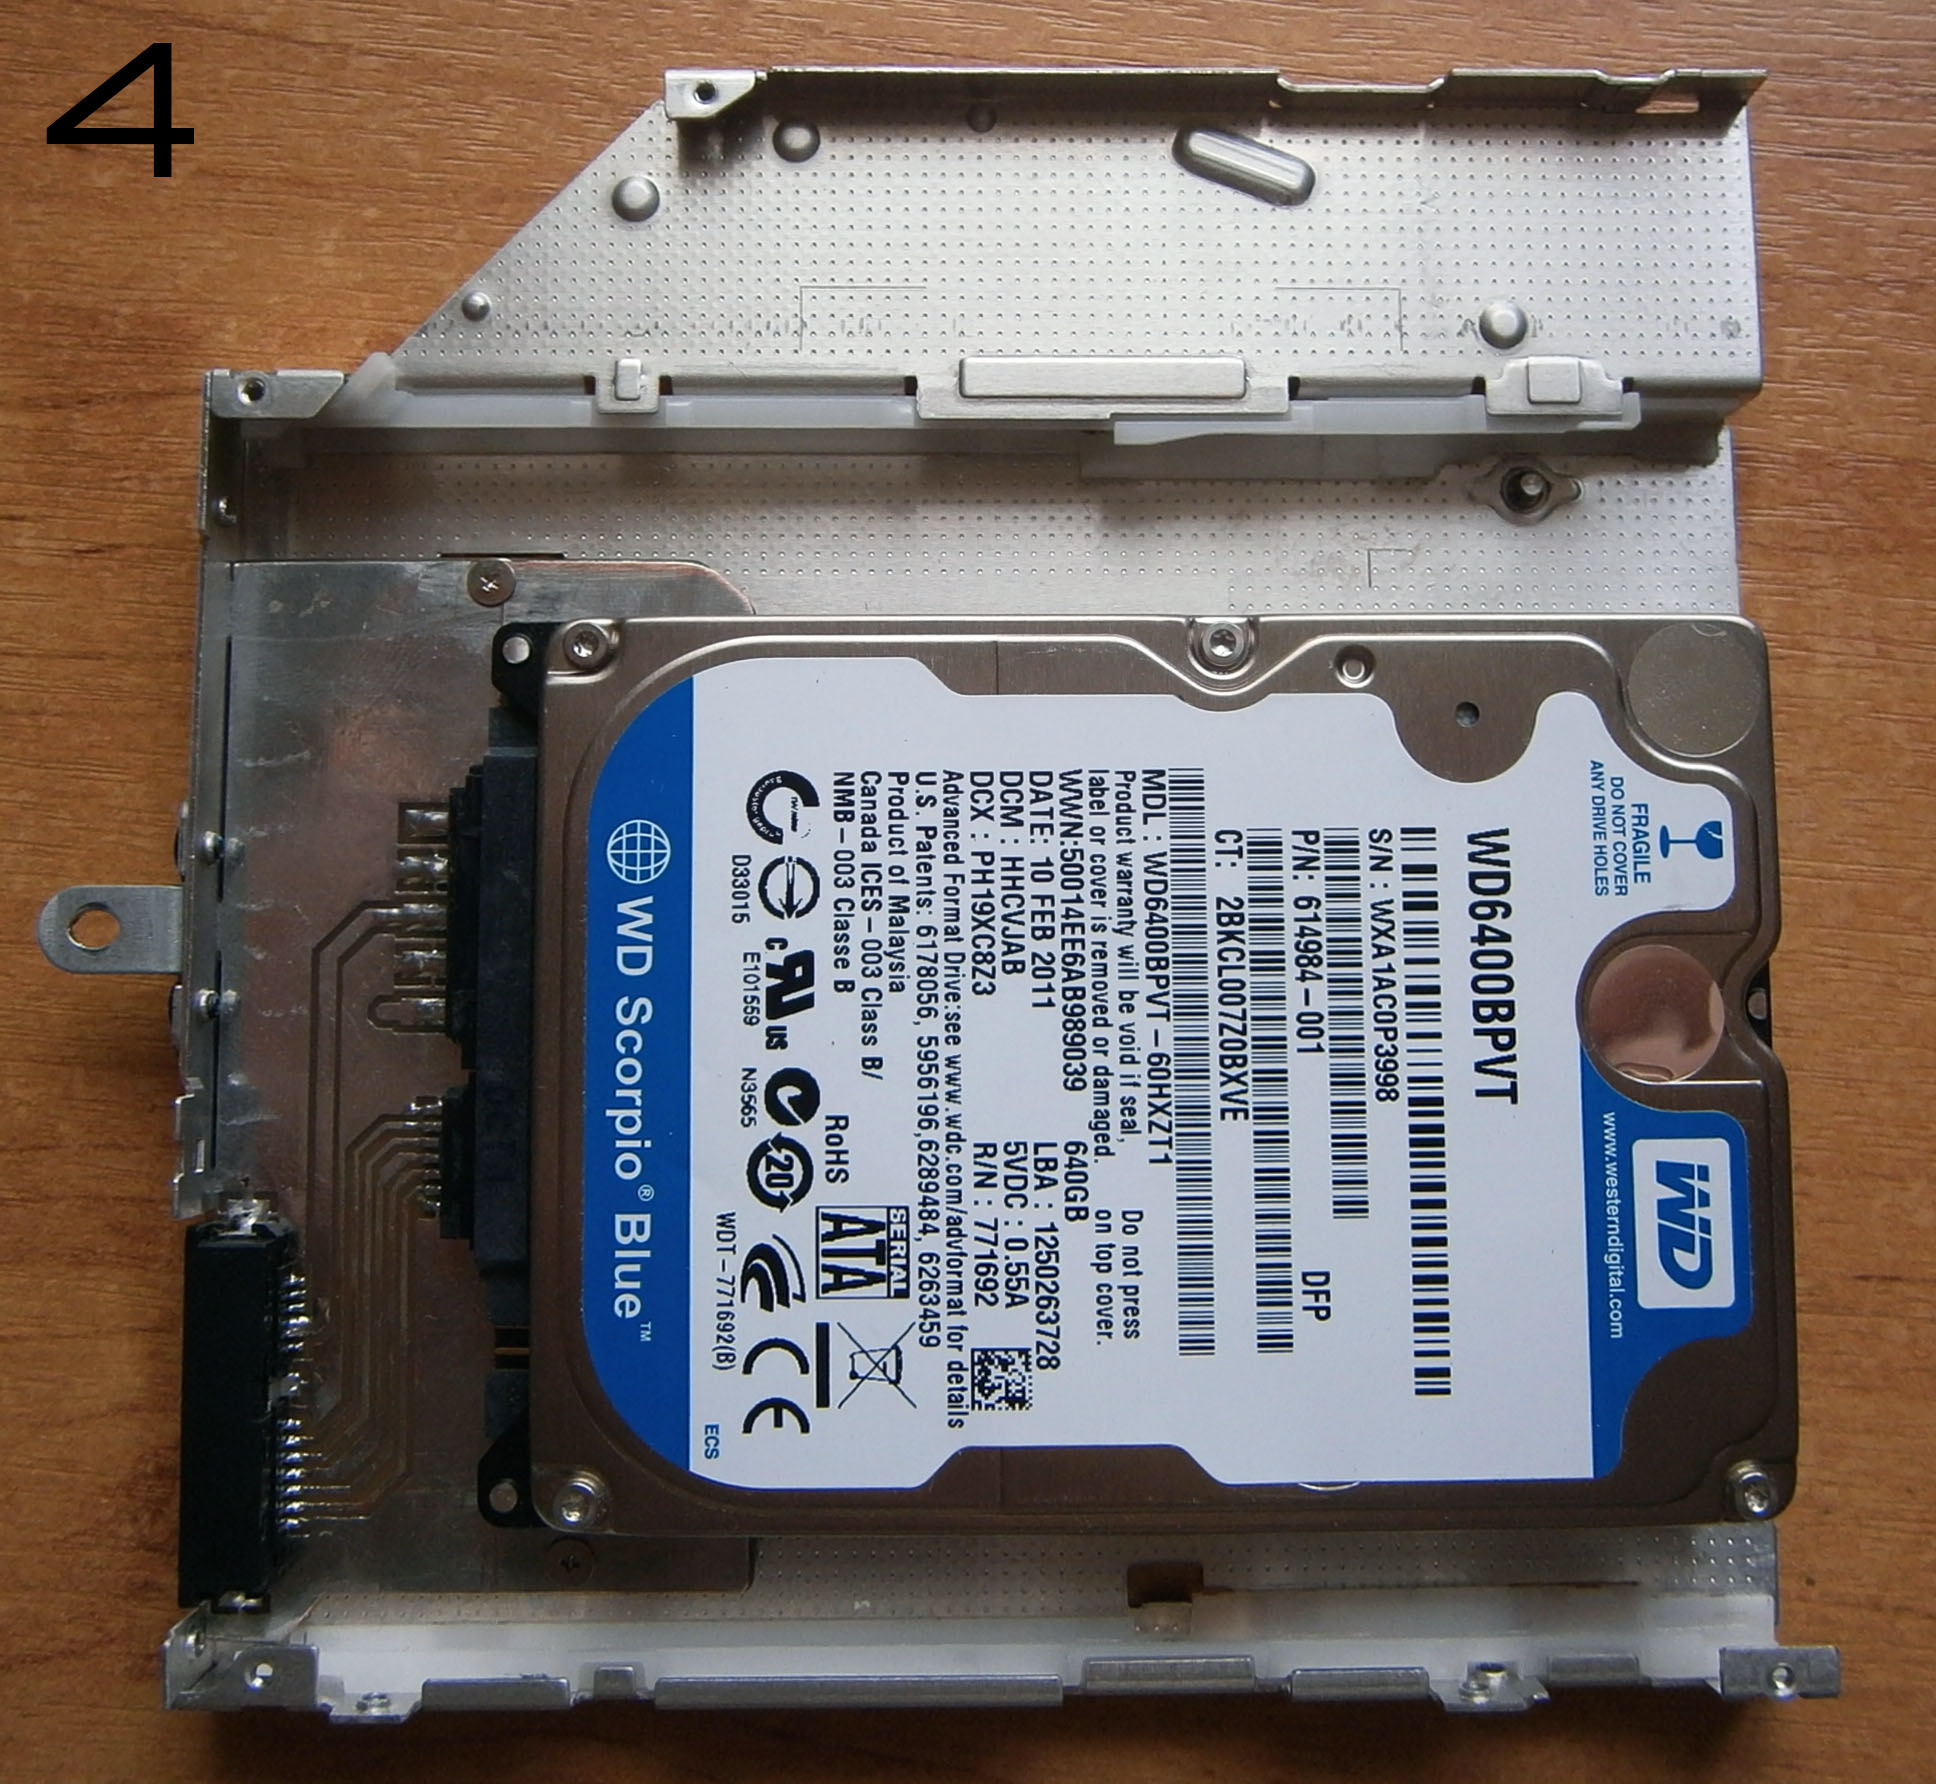 4
FRAGILE
DO NOT COVER
ANY DRIVE HOLES
WD
www.westerndigital.com
WD6400BPVT
S/N : WXA1AC0P3998
P/N: 614984-001
DFP
CT: 2BKCL007Z0BXVE
MDL : WD6400BPVT-60HXZT1
Product warranty will be void if seal, Do not press
label or cover is removed or damaged. on top cover.
WWN:50014EE6AB989039 640GB
DATE: 10 FEB 2011 LBA : 1250263728
DCM : HHCVJAB 5VDC : 0.55A
DCX : PH19XC8Z3 R/N : 771692
Advanced Format Drive:see www.wdc.com/advformat for details
U.S. Patents: 6178056, 5956196,6289484, 6263459
Product of Malaysia
Canada ICES-003 Class B/
NMB-003 Classe B
RoHS
SERIAL
ATA
c US
20
CE
D33015 E101559 N3565 WDT-771692(B)
ECS
WD Scorpio® Blue™